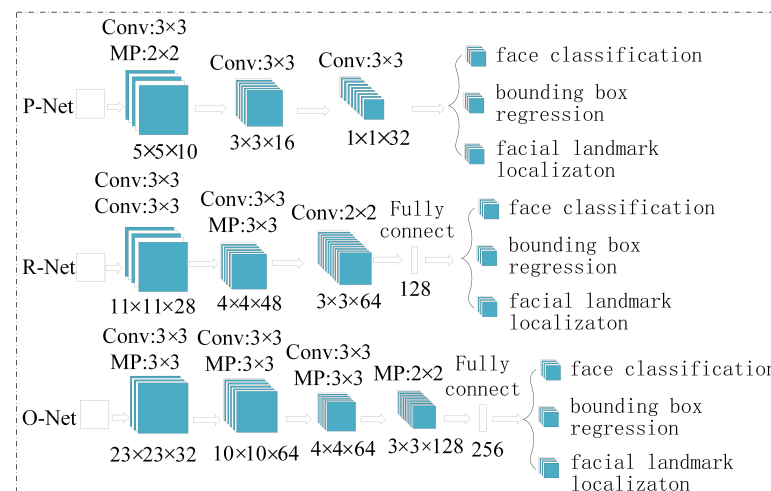 Conv:3×3
MP:2×2
Conv:3×3
Conv:3×3
P-Net
5×5×10
3×3×16
1×1×32
face classification
bounding box
regression
facial landmark
localizaton
Conv:3×3
Conv:3×3
Conv:3×3
MP:3×3
Conv:2×2
Fully
connect
R-Net
11×11×28
4×4×48
3×3×64
128
face classification
bounding box
regression
facial landmark
localizaton
Conv:3×3
MP:3×3
Conv:3×3
MP:3×3
Conv:3×3
MP:3×3
MP:2×2
Fully
connect
O-Net
23×23×32
10×10×64
4×4×64
3×3×128
256
face classification
bounding box
regression
facial landmark
localizaton